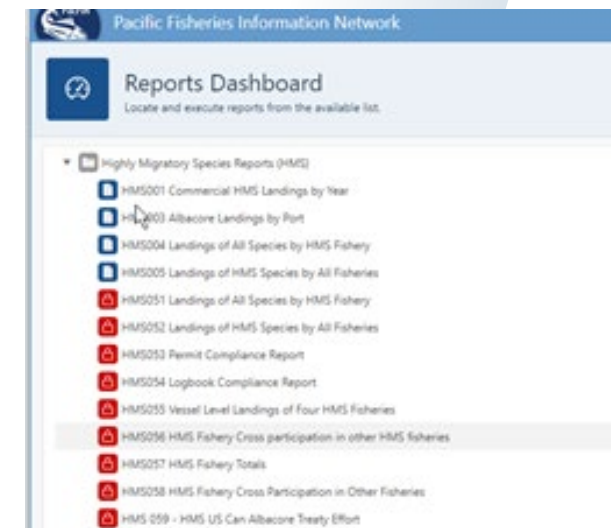 Pacific Fisheries Information Network
Reports Dashboard
Locate and execute reports from the available list.
Highly Migratory Species Reports (HMS)
HMS001 Commercial HMS Landings by Year
003 Albacore Landings by Port
HMS004 Landings of All Species by HMS Fishery
HMS005 Landings of HMS Species by All Fisheries
HMS051 Landings of All Species by HMS Fishery
HMS052 Landings of HMS Species by All Fisheries
HMS053 Permit Compliance Report
HMS054 Logbook Compliance Report
HMS055 Vessel Level Landings of Four HMS Fisheries
HMS056 HMS Fishery Cross participation in other HMS fisheries
HMS057 HMS Fishery Totals
HMS058 HMS Fishery Cross Participation in Other Fisheries
HMS 059 - HMS US Can Albacore Treaty Effort